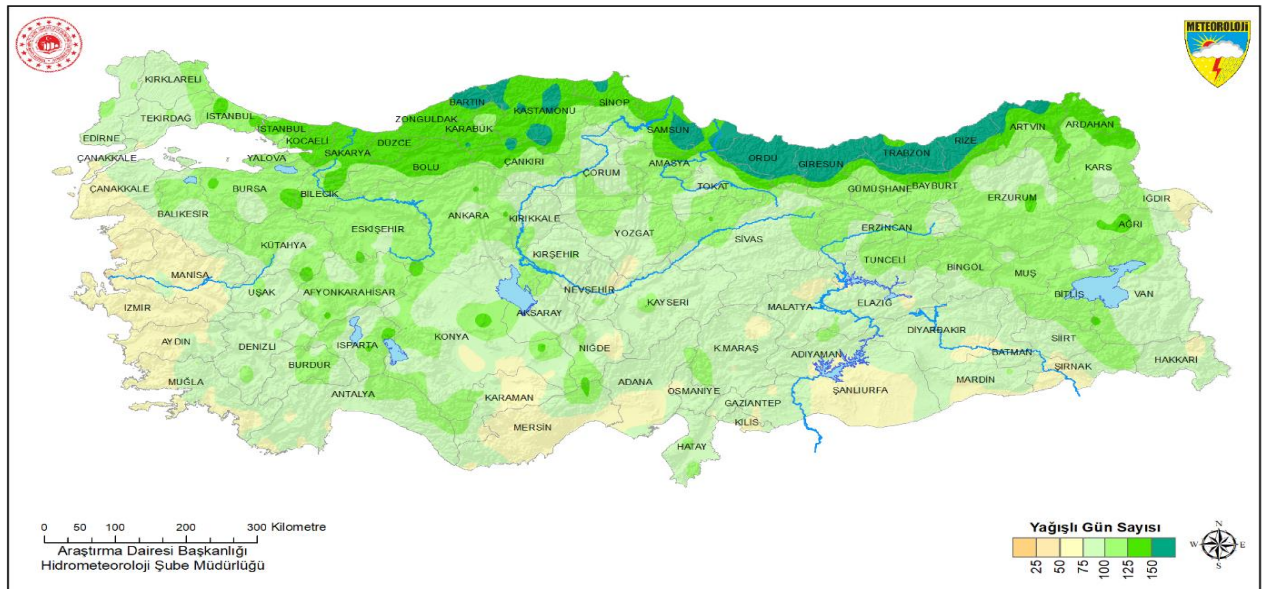 METEOROLOJİ
KIRKLARELİ
TEKİRDAĞ
EDİRNE
İSTANBUL
İSTANBUL
KOCAELİ
YALOVA
SAKARYA
DÜZCE
ZONGULDAK
BARTIN
KARABÜK
KASTAMONU
SİNOP
SAMSUN
ORDU
GİRESUN
TRABZON
RİZE
ARTVİN
ARDAHAN
ÇANAKKALE
ÇANAKKALE
BURSA
BİLECİK
BOLU
ÇANKIRI
ÇORUM
AMASYA
TOKAT
GÜMÜŞHANE
BAYBURT
ERZURUM
KARS
IĞDIR
BALIKESİR
ESKİŞEHİR
ANKARA
KIRIKKALE
YOZGAT
SİVAS
ERZİNCAN
AĞRI
KÜTAHYA
KIRŞEHİR
TUNCELİ
BİNGÖL
MUŞ
MANİSA
UŞAK
AFYONKARAHİSAR
NEVŞEHİR
KAYSERİ
MALATYA
ELAZIĞ
BİTLİS
VAN
İZMİR
AKSARAY
DİYARBAKIR
AYDIN
DENİZLİ
ISPARTA
KONYA
NİĞDE
K.MARAŞ
ADIYAMAN
BATMAN
SİİRT
ŞIRNAK
HAKKARİ
BURDUR
MUĞLA
ANTALYA
KARAMAN
ADANA
OSMANİYE
GAZİANTEP
ŞANLIURFA
MARDİN
MERSİN
KİLİS
HATAY
0 50 100 200 300 Kilometre
Araştırma Dairesi Başkanlığı
Hidrometeoroloji Şube Müdürlüğü
Yağışlı Gün Sayısı
25 50 75 100 125 150
N
W E
S